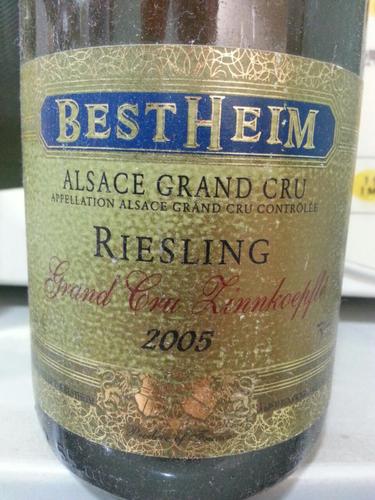 BESTHEIM
ALSACE GRAND CRU
APPELLATION ALSACE GRAND CRU CONTRÔLÉE
RIESLING
Grand Cru Zinnkoepflé
2005